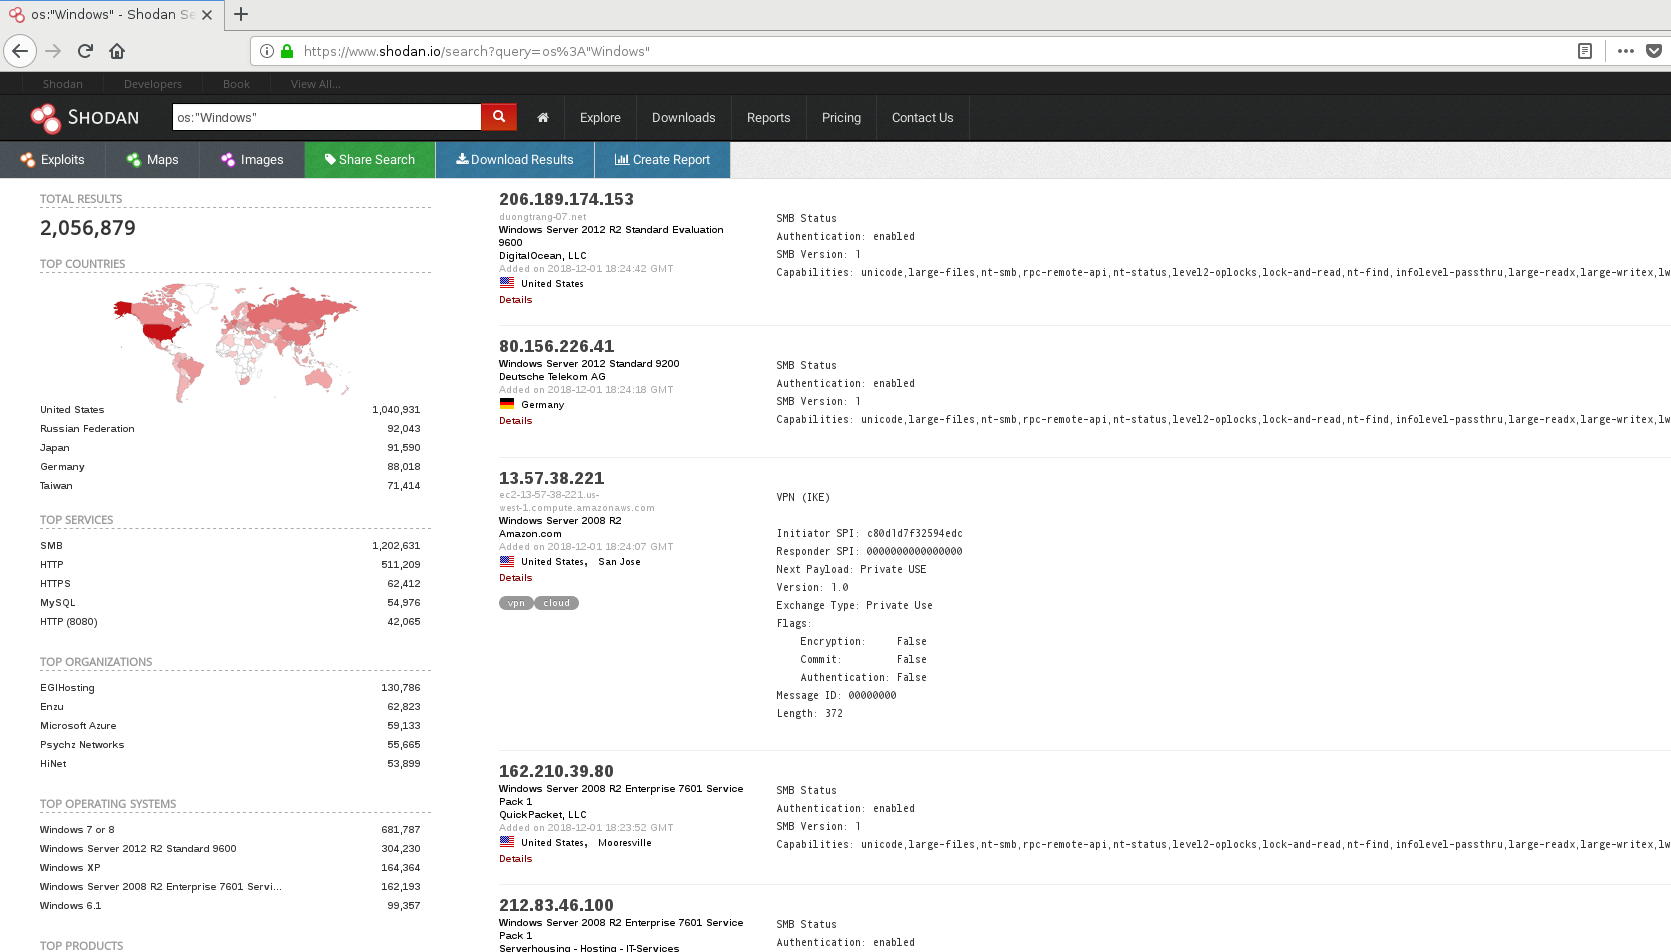 os:"Windows" - Shodan Se
https://www.shodan.io/search?query=os%3A"Windows"
Shodan Developers Book View All...
SHODAN os:"Windows" Explore Downloads Reports Pricing Contact Us
Exploits Maps Images Share Search Download Results Create Report
TOTAL RESULTS
2,056,879
TOP COUNTRIES
United States 1,040,931
Russian Federation 92,043
Japan 91,590
Germany 88,018
Taiwan 71,414
TOP SERVICES
SMB 1,202,631
HTTP 511,209
HTTPS 62,412
MySQL 54,976
HTTP (8080) 42,065
TOP ORGANIZATIONS
EGIHosting 130,786
Enzu 62,823
Microsoft Azure 59,133
Psychz Networks 55,665
HiNet 53,899
TOP OPERATING SYSTEMS
Windows 7 or 8 681,787
Windows Server 2012 R2 Standard 9600 304,230
Windows XP 164,364
Windows Server 2008 R2 Enterprise 7601 Servi... 162,193
Windows 6.1 99,357
TOP PRODUCTS
206.189.174.153
duongtrang-07.net
Windows Server 2012 R2 Standard Evaluation
9600
DigitalOcean, LLC
Added on 2018-12-01 18:24:42 GMT
United States
Details
SMB Status
Authentication: enabled
SMB Version: 1
Capabilities: unicode,large-files,nt-smb,rpc-remote-api,nt-status,level2-oplocks,lock-and-read,nt-find,infolevel-passthru,large-readx,large-writex,lw
80.156.226.41
Windows Server 2012 Standard 9200
Deutsche Telekom AG
Added on 2018-12-01 18:24:18 GMT
Germany
Details
SMB Status
Authentication: enabled
SMB Version: 1
Capabilities: unicode,large-files,nt-smb,rpc-remote-api,nt-status,level2-oplocks,lock-and-read,nt-find,infolevel-passthru,large-readx,large-writex,lw
13.57.38.221
ec2-13-57-38-221.us-
west-1.compute.amazonaws.com
Windows Server 2008 R2
Amazon.com
Added on 2018-12-01 18:24:07 GMT
United States, San Jose
Details
vpn cloud
VPN (IKE)
Initiator SPI: c80d1d7f32594edc
Responder SPI: 0000000000000000
Next Payload: Private USE
Version: 1.0
Exchange Type: Private Use
Flags:
Encryption: False
Commit: False
Authentication: False
Message ID: 00000000
Length: 372
162.210.39.80
Windows Server 2008 R2 Enterprise 7601 Service
Pack 1
QuickPacket, LLC
Added on 2018-12-01 18:23:52 GMT
United States, Mooresville
Details
SMB Status
Authentication: enabled
SMB Version: 1
Capabilities: unicode,large-files,nt-smb,rpc-remote-api,nt-status,level2-oplocks,lock-and-read,nt-find,infolevel-passthru,large-readx,large-writex,lw
212.83.46.100
Windows Server 2008 R2 Enterprise 7601 Service
Pack 1
Serverhousing - Hosting - IT-Services
SMB Status
Authentication: enabled